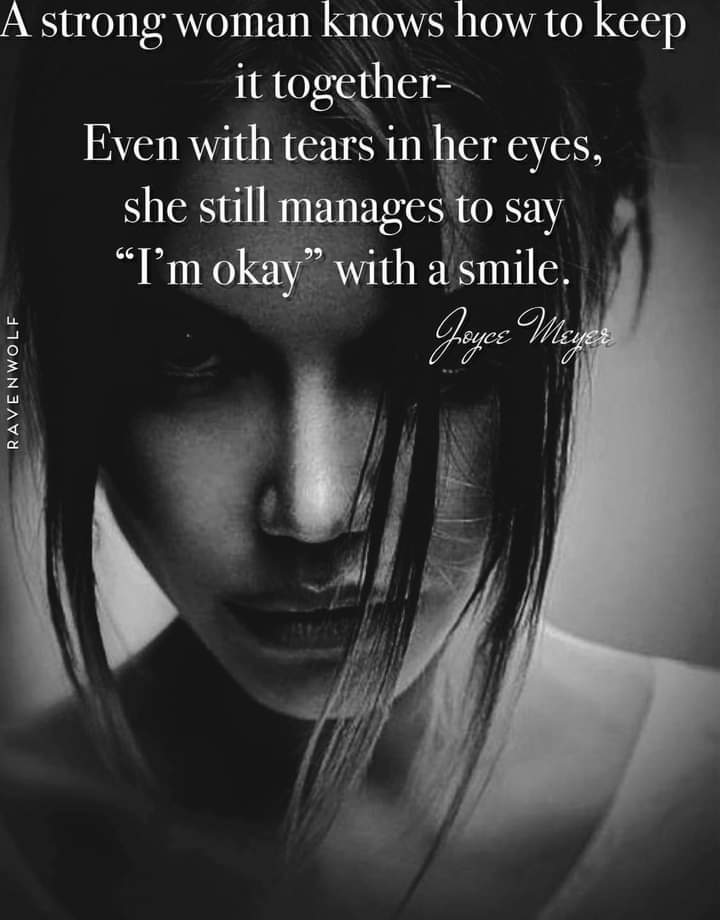 A strong woman knows how to keep
it together-
Even with tears in her eyes,
she still manages to say
“I’m okay” with a smile.
Joyce Meyer
RAVENWOLF